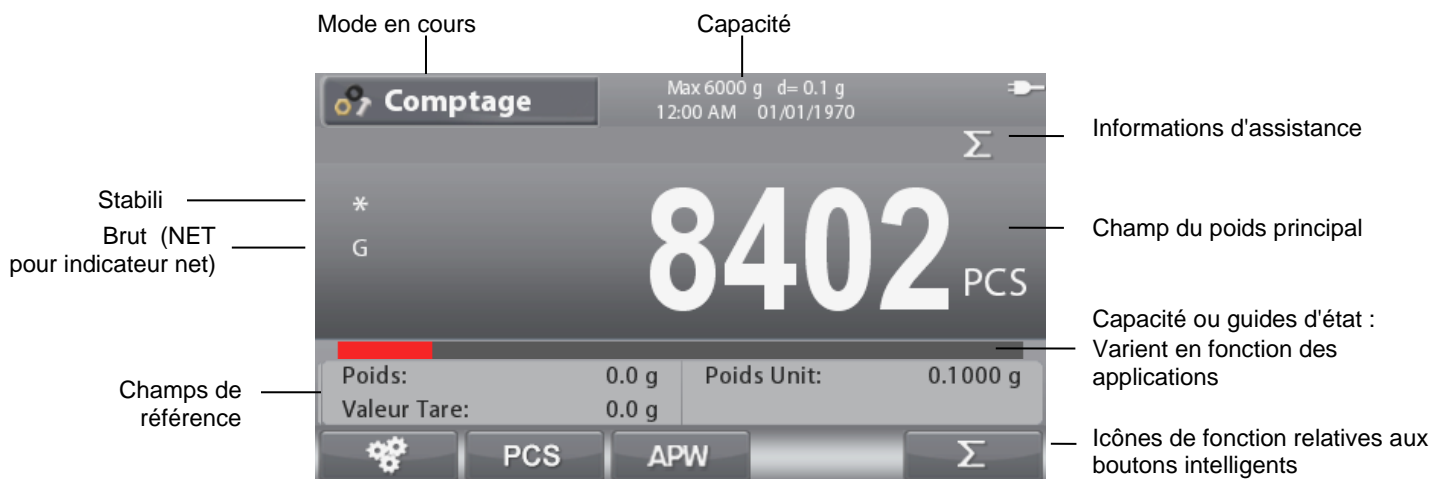 Mode en cours
Capacité
Comptage
Max 6000 g d= 0.1 g
12:00 AM 01/01/1970
Σ
Informations d'assistance
Stabili
*
Brut (NET
pour indicateur net)
G
8402 PCS
Champ du poids principal
Capacité ou guides d'état :
Varient en fonction des
applications
Champs de
référence
Poids: 0.0 g
Poids Unit: 0.1000 g
Valeur Tare: 0.0 g
PCS
APW
Σ
Icônes de fonction relatives aux
boutons intelligents